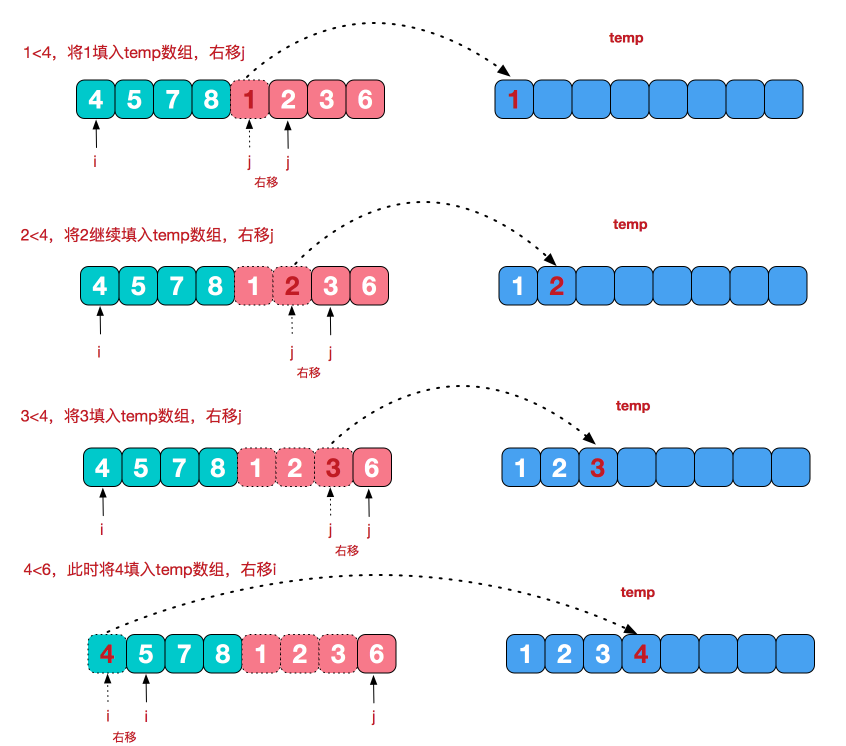 1<4，将1填入temp数组，右移j
temp
4 5 7 8 1 2 3 6
1
i j j
右移
2<4，将2继续填入temp数组，右移j
temp
4 5 7 8 1 2 3 6
1 2
i j j
右移
3<4，将3填入temp数组，右移j
temp
4 5 7 8 1 2 3 6
1 2 3
i j j
右移
4<6，此时将4填入temp数组，右移i
temp
4 5 7 8 1 2 3 6
1 2 3 4
i i j
右移